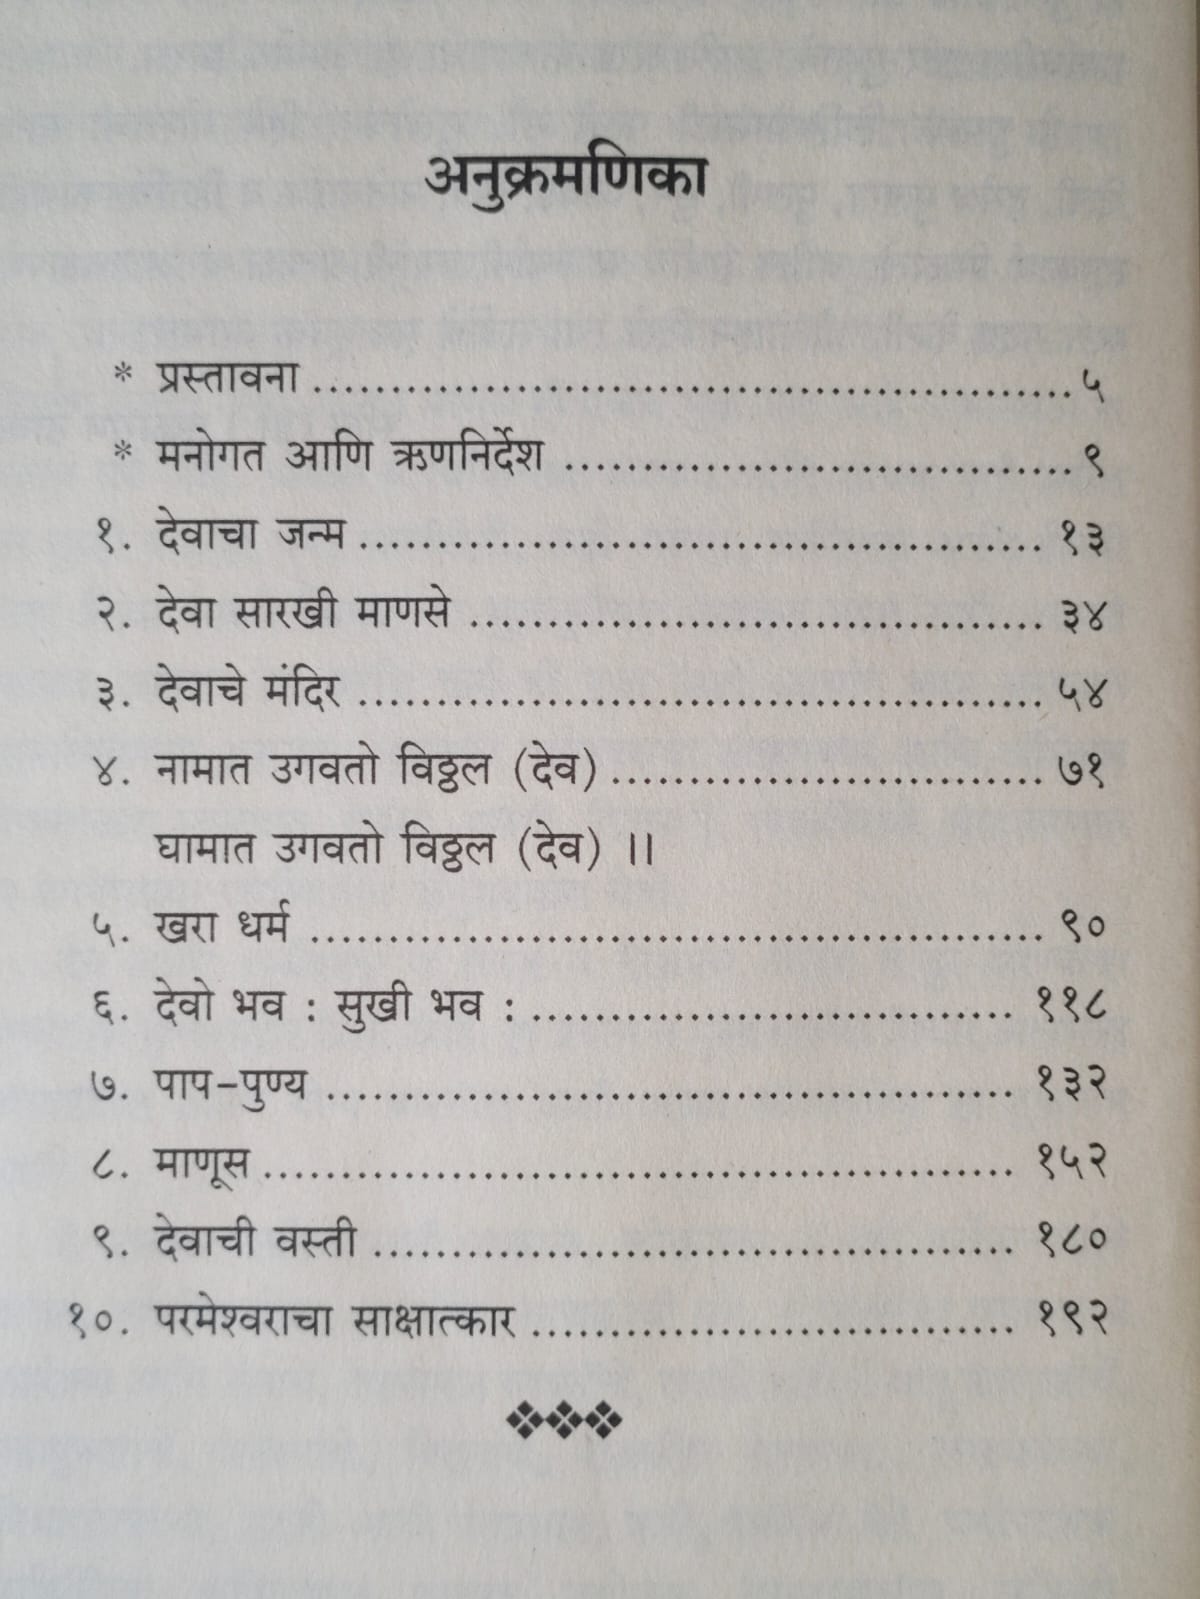 अनुक्रमणिका
* प्रस्तावना ................................................. ५
* मनोगत आणि ऋणनिर्देश ................................. ९
१. देवाचा जन्म ............................................ १३
२. देवा सारखी माणसे ..................................... ३४
३. देवाचे मंदिर ............................................ ५४
४. नामात उगवतो विठ्ठल (देव) ............................ ७१
घामात उगवतो विठ्ठल (देव) ।।
५. खरा धर्म ............................................... ९०
६. देवो भव : सुखी भव : ............................... ११८
७. पाप-पुण्य ............................................ १३२
८. माणूस ................................................ १५२
९. देवाची वस्ती ......................................... १८०
१०. परमेश्वराचा साक्षात्कार ............................... १९२